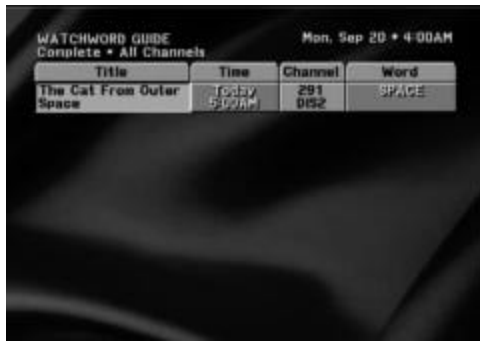 WATCHWORD GUIDE Mon, Sep 20 • 4:00AM
Complete • All Channels
Title Time Channel Word
The Cat From Outer Today 291 SPACE
Space 5:00AM DIS2